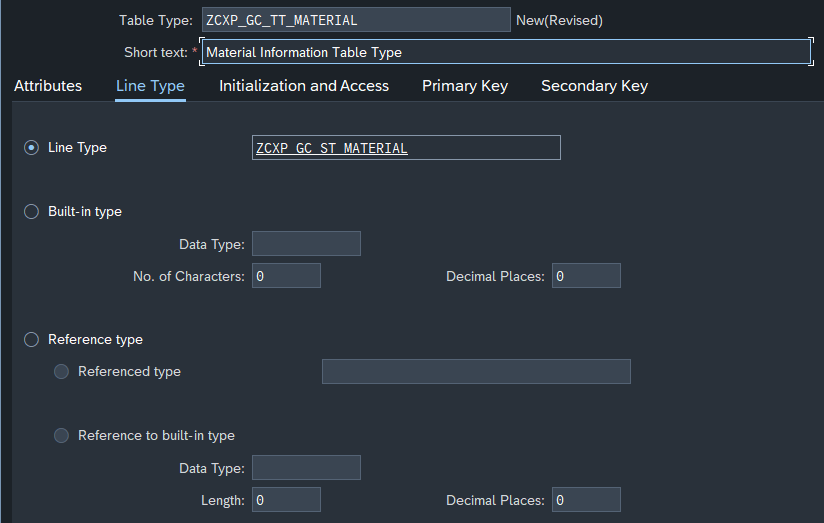 Table Type: ZCXP_GC_TT_MATERIAL New(Revised)
Short text: * Material Information Table Type
Attributes Line Type Initialization and Access Primary Key Secondary Key
Line Type ZCXP_GC_ST_MATERIAL
Built-in type
Data Type:
No. of Characters: 0 Decimal Places: 0
Reference type
Referenced type
Reference to built-in type
Data Type:
Length: 0 Decimal Places: 0